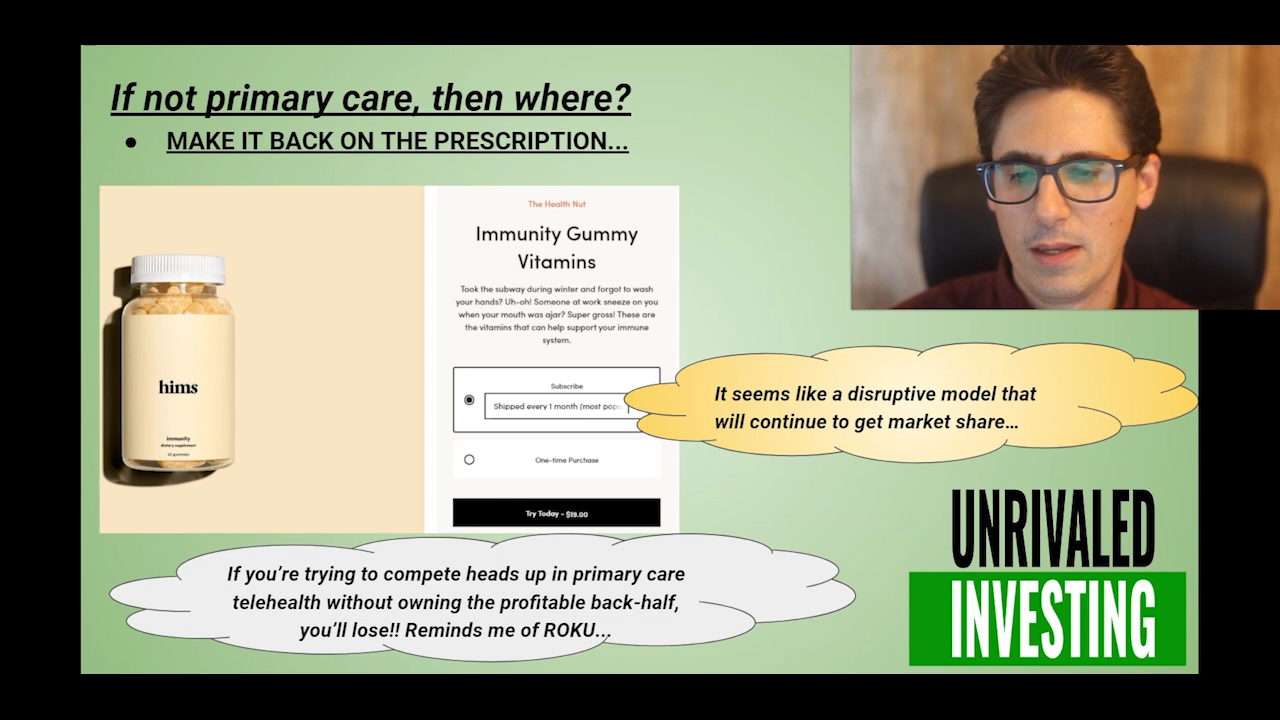 If not primary care, then where?
● MAKE IT BACK ON THE PRESCRIPTION...
The Health Nut
Immunity Gummy
Vitamins
Took the subway during winter and forgot to wash
your hands? Uh-oh! Someone at work sneeze on you
when your mouth was ajar? Super gross! These are
the vitamins that can help support your immune
system.
hims
immunity
dietary supplement
Subscribe
Shipped every 1 month (most popu
One-time Purchase
Try Today - $19.00
It seems like a disruptive model that
will continue to get market share…
If you’re trying to compete heads up in primary care
telehealth without owning the profitable back-half,
you’ll lose!! Reminds me of ROKU...
UNRIVALED
INVESTING